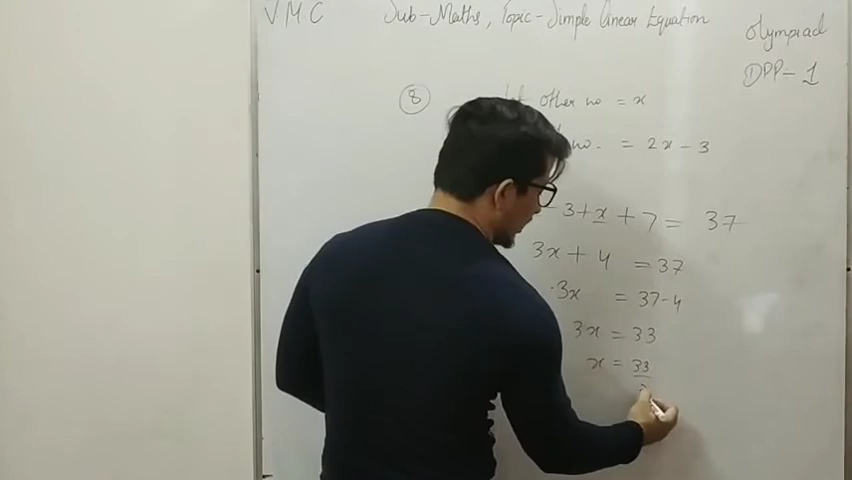 VMC Sub-Maths, Topic-Simple linear Equation
Olympiad
DPP-1
8 other no = x
no. = 2x - 3
- 3 + x + 7 = 37
3x + 4 = 37
3x = 37-4
3x = 33
x = 33